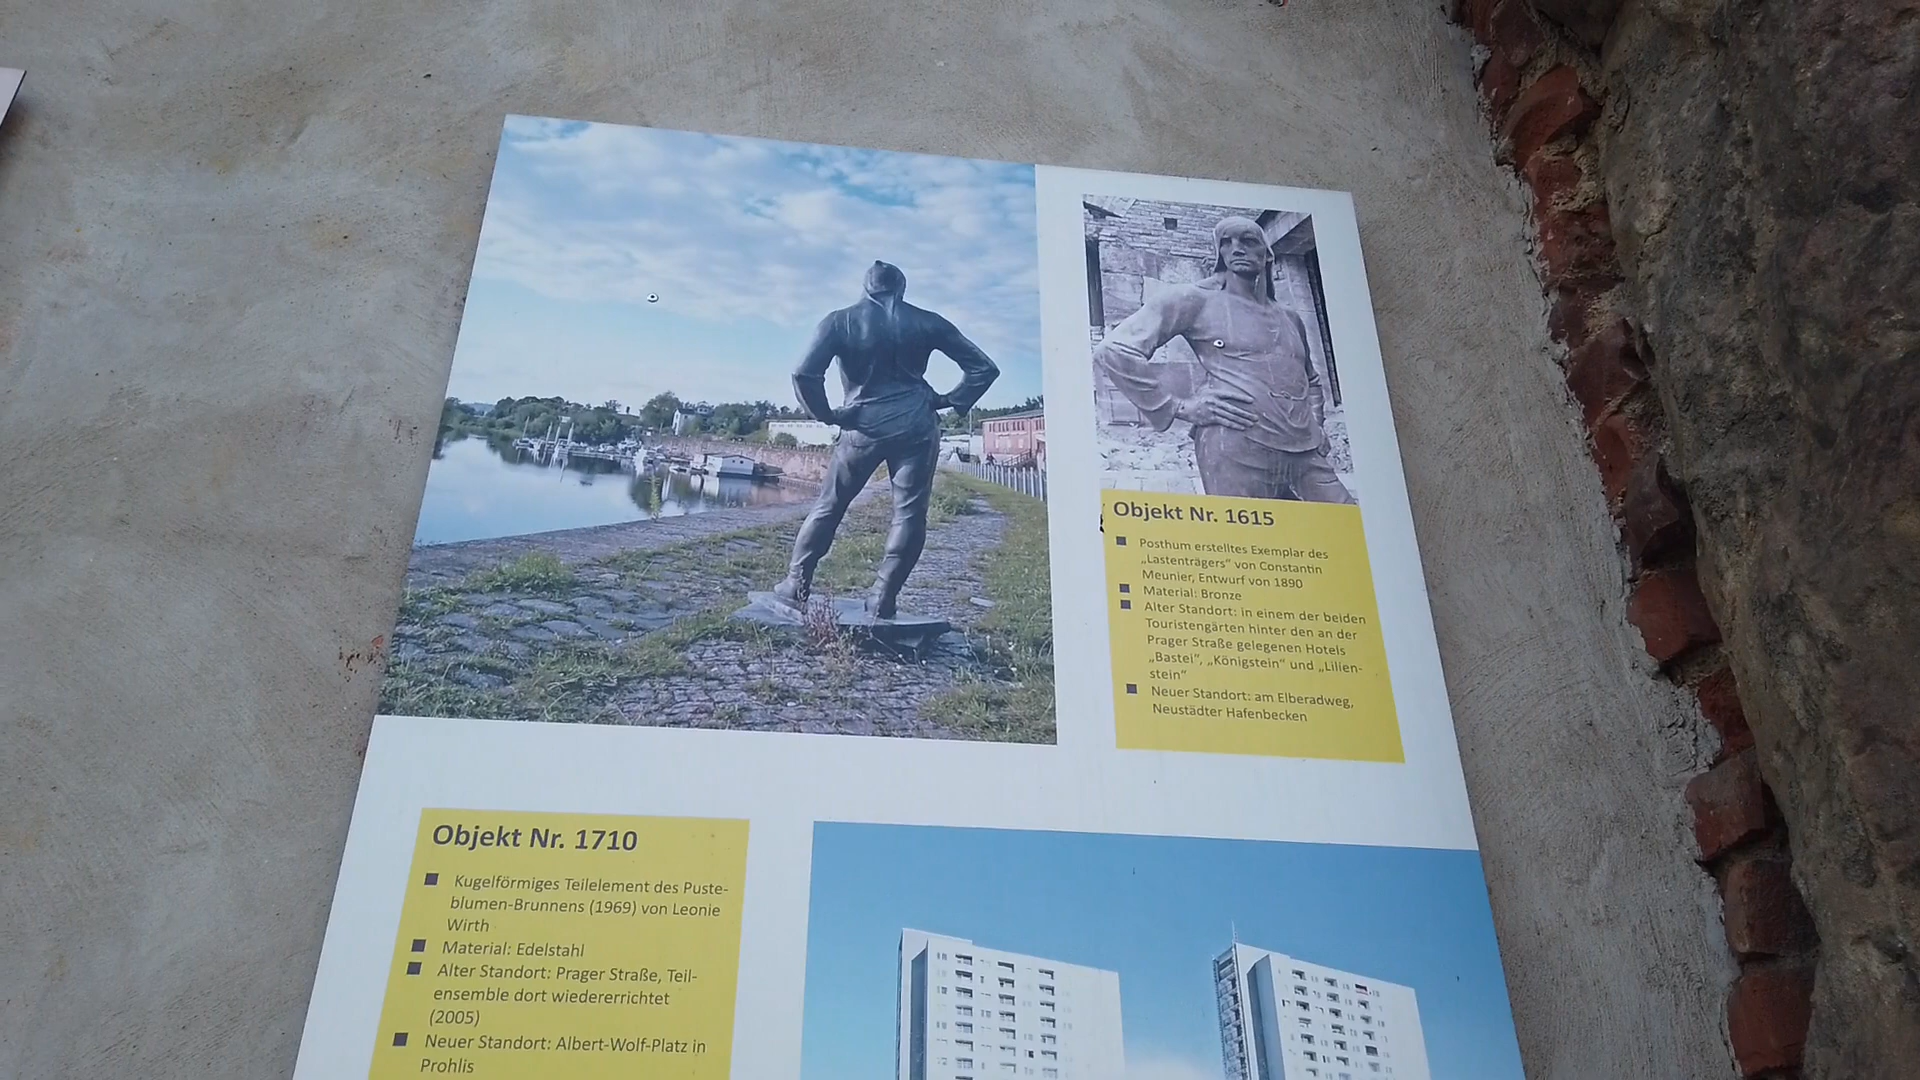 Objekt Nr. 1615
Posthum erstelltes Exemplar des
„Lastenträgers" von Constantin
Meunier, Entwurf von 1890
Material: Bronze
Alter Standort: in einem der beiden
Touristengärten hinter den an der
Prager Straße gelegenen Hotels
„Bastei", „Königstein" und „Lilien-
stein"
Neuer Standort: am Elberadweg,
Neustädter Hafenbecken
Objekt Nr. 1710
Kugelförmiges Teilelement des Puste-
blumen-Brunnens (1969) von Leonie
Wirth
Material: Edelstahl
Alter Standort: Prager Straße, Teil-
ensemble dort wiedererrichtet
(2005)
Neuer Standort: Albert-Wolf-Platz in
Prohlis